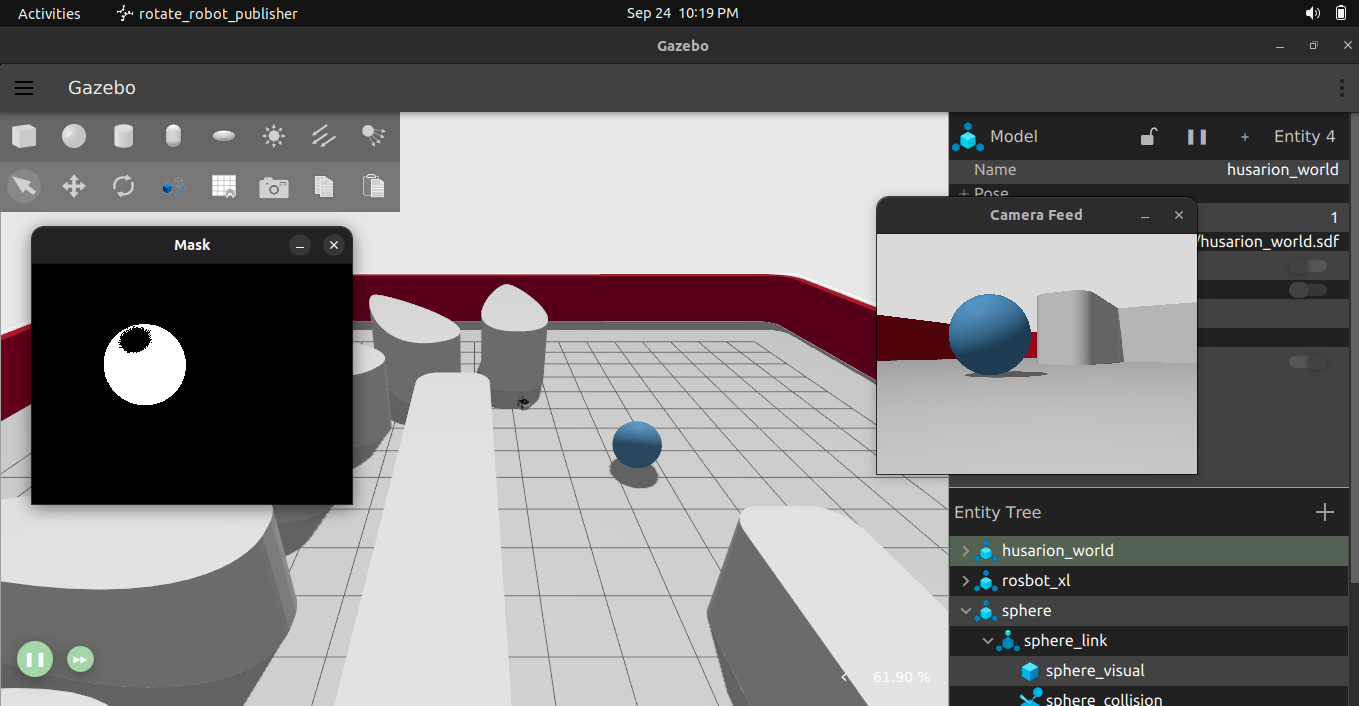 Activities
rotate_robot_publisher
Sep 24 10:19 PM
Gazebo
Gazebo
Model
Entity 4
Name
husarion_world
Pose
1
/husarion_world.sdf
Mask
Camera Feed
Entity Tree
husarion_world
rosbot_xl
sphere
sphere_link
sphere_visual
sphere_collision
61.90 %